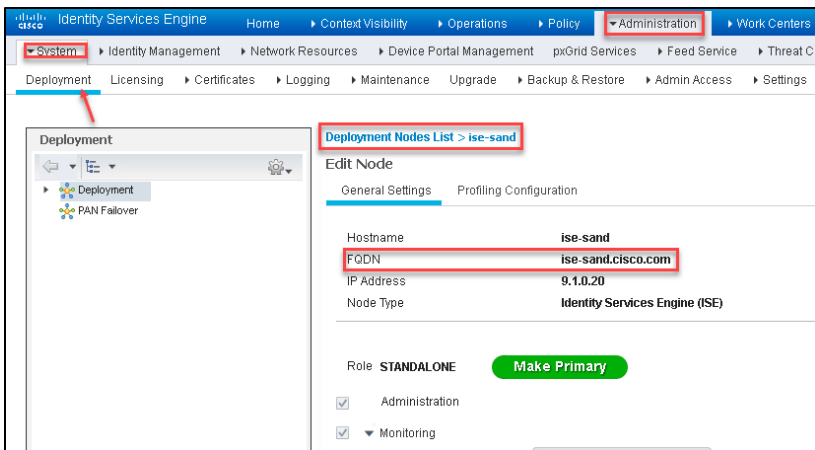 cisco Identity Services Engine Home Context Visibility Operations Policy Administration Work Centers
System Identity Management Network Resources Device Portal Management pxGrid Services Feed Service Threat C
Deployment Licensing Certificates Logging Maintenance Upgrade Backup & Restore Admin Access Settings
Deployment
Deployment
PAN Failover
Deployment Nodes List > ise-sand
Edit Node
General Settings Profiling Configuration
Hostname ise-sand
FQDN ise-sand.cisco.com
IP Address 9.1.0.20
Node Type Identity Services Engine (ISE)
Role STANDALONE Make Primary
Administration
Monitoring